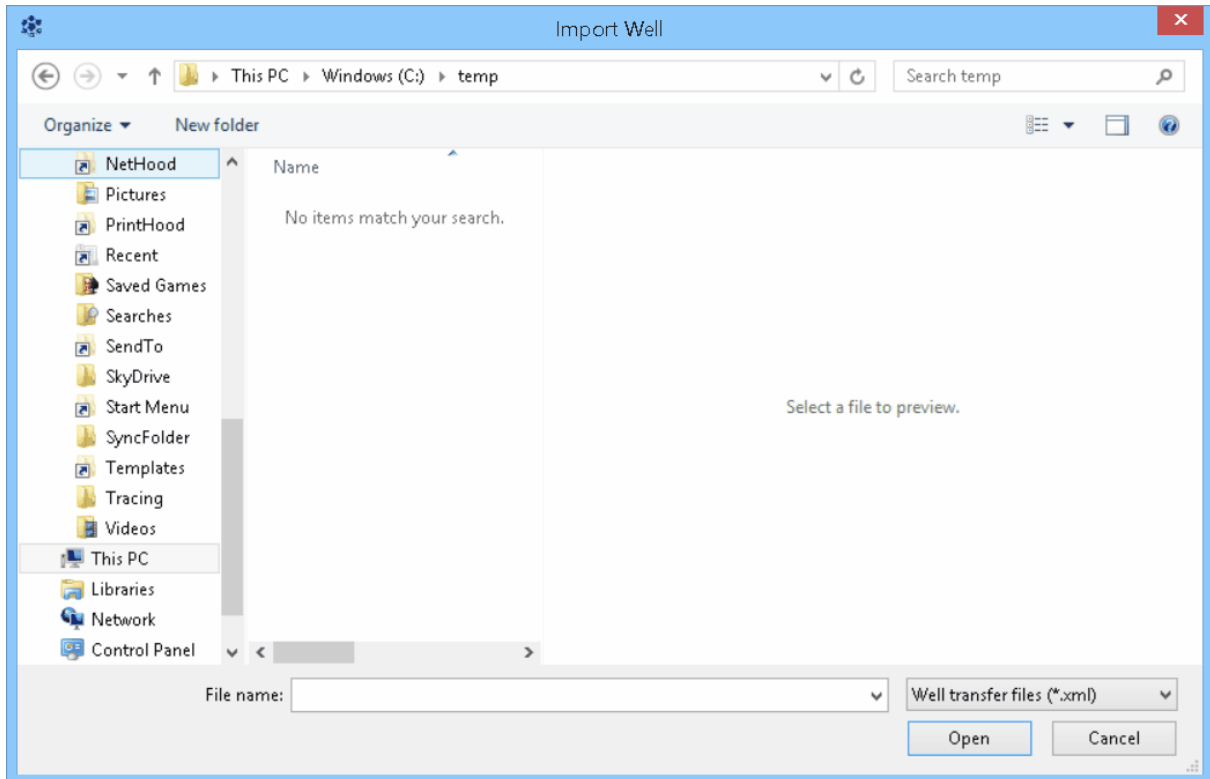 Import Well
This PC Windows (C:) temp
Search temp
Organize
New folder
NetHood
Pictures
PrintHood
Recent
Saved Games
Searches
SendTo
SkyDrive
Start Menu
SyncFolder
Templates
Tracing
Videos
This PC
Libraries
Network
Control Panel
Name
No items match your search.
Select a file to preview.
File name:
Well transfer files (*.xml)
Open
Cancel